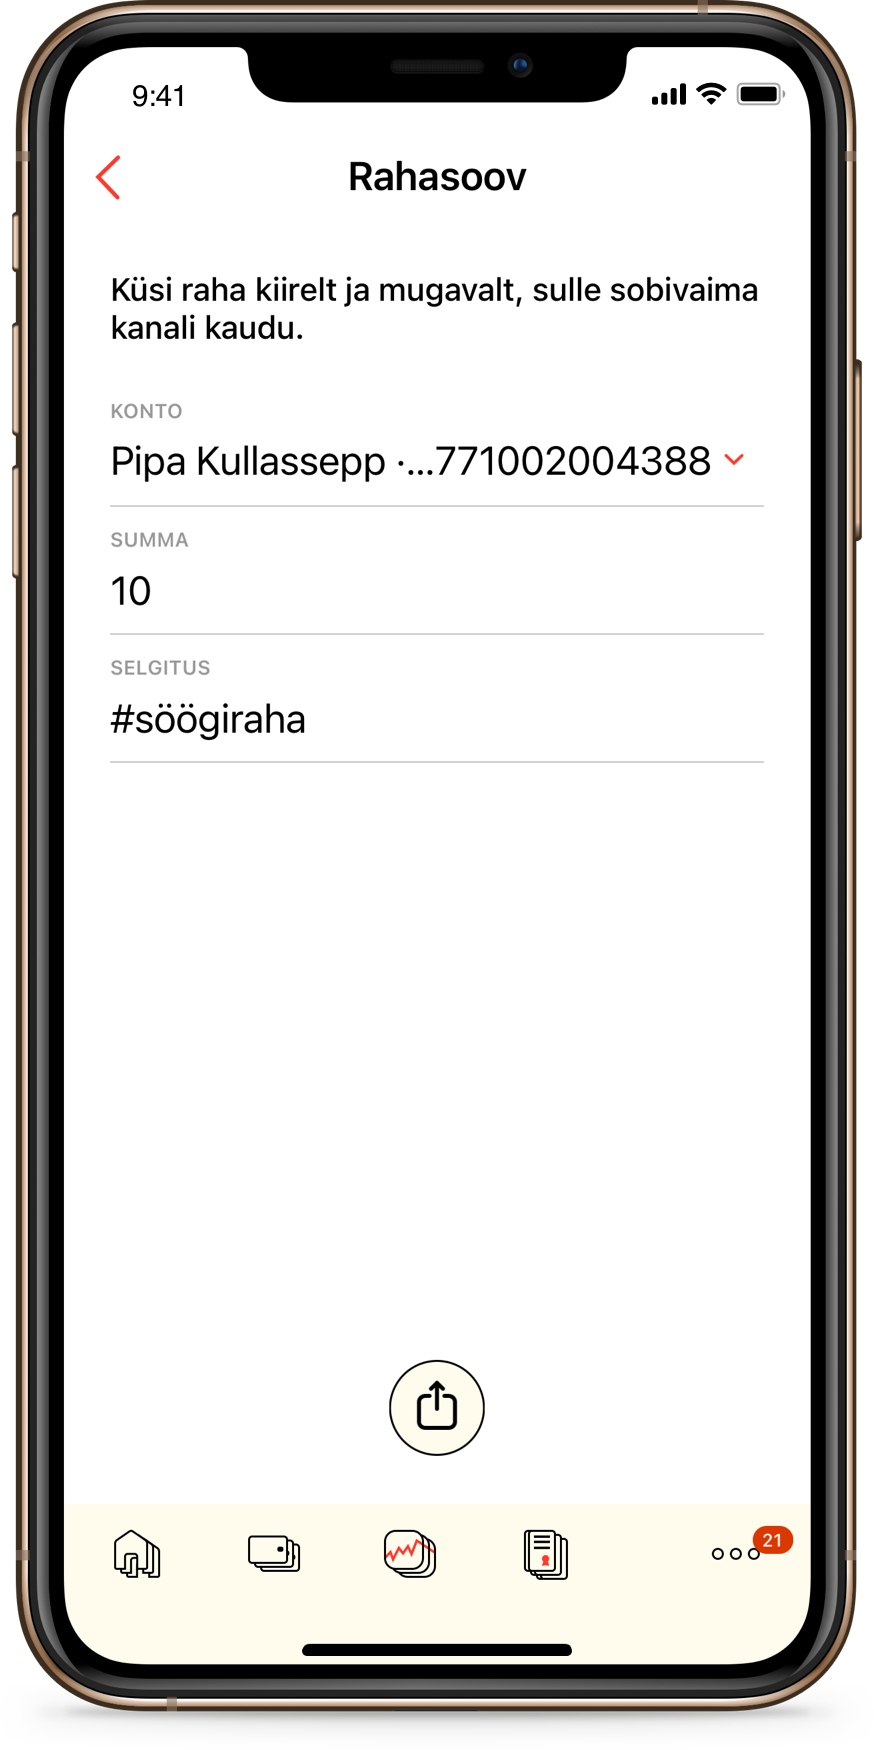 9:41
Rahasoov
Küsi raha kiirelt ja mugavalt, sulle sobivaima
kanali kaudu.
KONTO
Pipa Kullassepp ·...771002004388
SUMMA
10
SELGITUS
#söögiraha
21